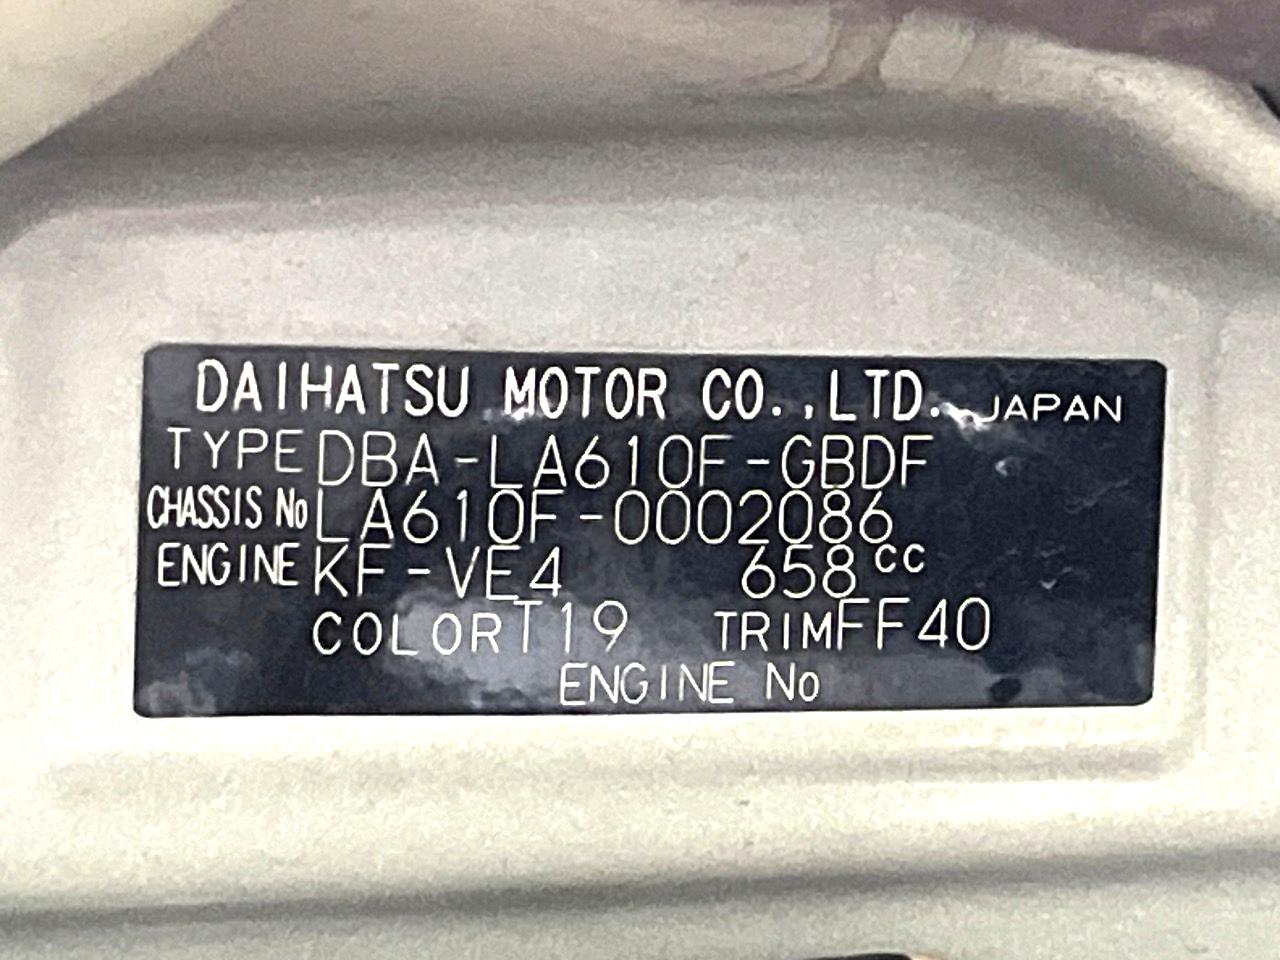 DAIHATSU MOTOR CO.,LTD. JAPAN
TYPE DBA-LA610F-GBDF
CHASSIS No LA610F-0002086
ENGINE KF-VE4 658cc
COLOR T19 TRIM FF40
ENGINE No